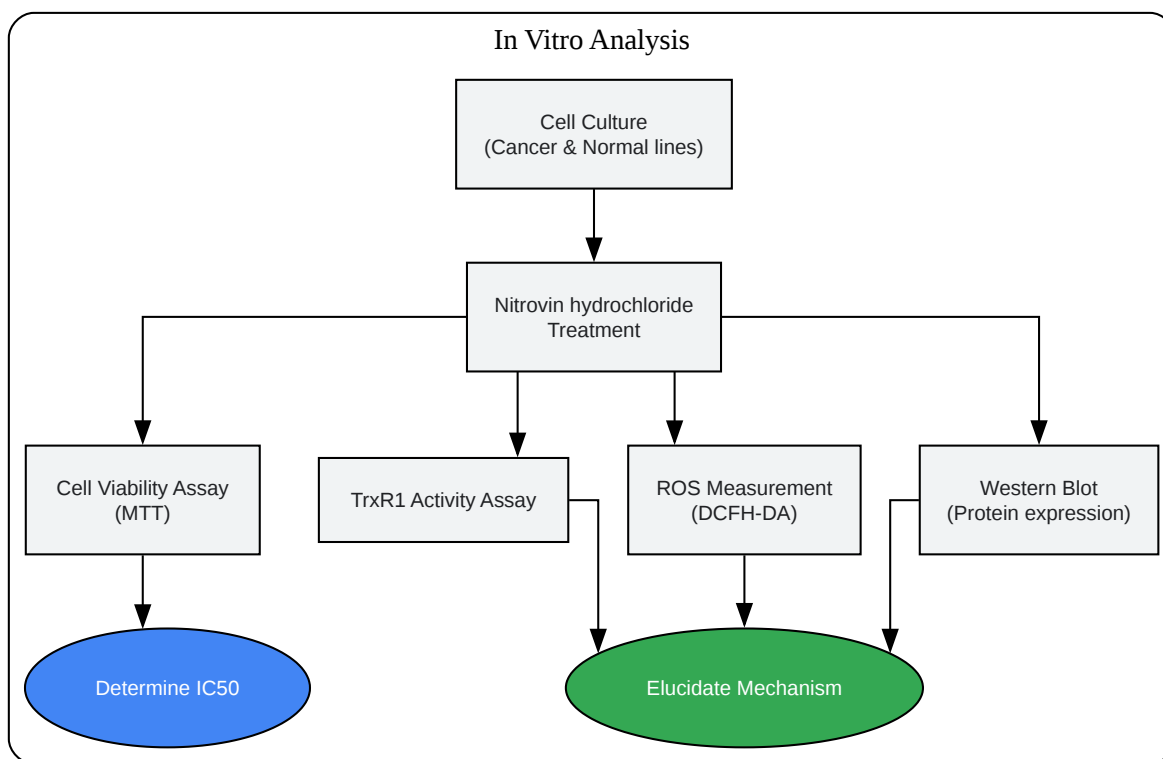 In Vitro Analysis
Cell Culture
(Cancer & Normal lines)
Nitrovin hydrochloride
Treatment
Cell Viability Assay
(MTT)
TrxR1 Activity Assay
ROS Measurement
(DCFH-DA)
Western Blot
(Protein expression)
Determine IC50
Elucidate Mechanism